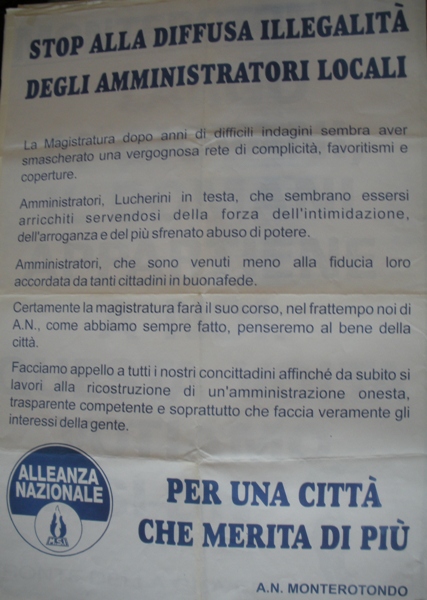 STOP ALLA DIFFUSA ILLEGALITÀ
DEGLI AMMINISTRATORI LOCALI
La Magistratura dopo anni di difficili indagini sembra aver
smascherato una vergognosa rete di complicità, favoritismi e
coperture.
Amministratori, Lucherini in testa, che sembrano essersi
arricchiti servendosi della forza dell'intimidazione,
dell'arroganza e del più sfrenato abuso di potere.
Amministratori, che sono venuti meno alla fiducia loro
accordata da tanti cittadini in buonafede.
Certamente la magistratura farà il suo corso, nel frattempo noi di
A.N., come abbiamo sempre fatto, penseremo al bene della
città.
Facciamo appello a tutti i nostri concittadini affinché da subito si
lavori alla ricostruzione di un'amministrazione onesta,
trasparente competente e soprattutto che faccia veramente gli
interessi della gente.
ALLEANZA
NAZIONALE
M.S.I.
PER UNA CITTÀ
CHE MERITA DI PIÙ
A.N. MONTEROTONDO